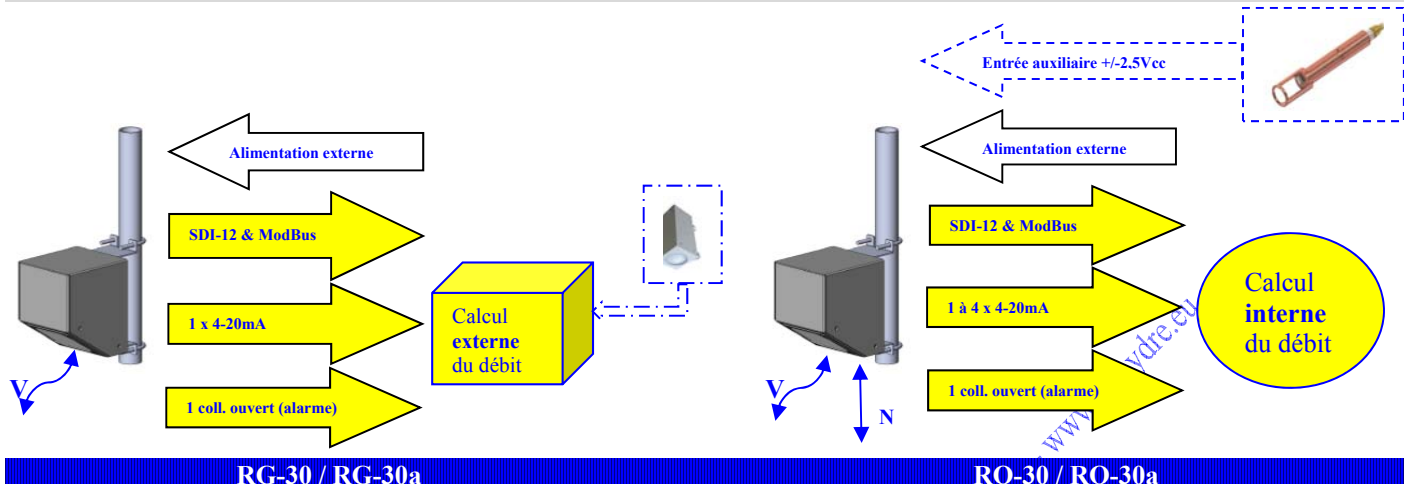 Entrée auxiliaire +/-2,5Vcc
Alimentation externe
SDI-12 & ModBus
1 x 4-20mA
1 coll. ouvert (alarme)
V
Calcul
externe
du débit
RG-30 / RG-30a
Alimentation externe
SDI-12 & ModBus
1 à 4 x 4-20mA
1 coll. ouvert (alarme)
V
N
Calcul
interne
du débit
RO-30 / RO-30a